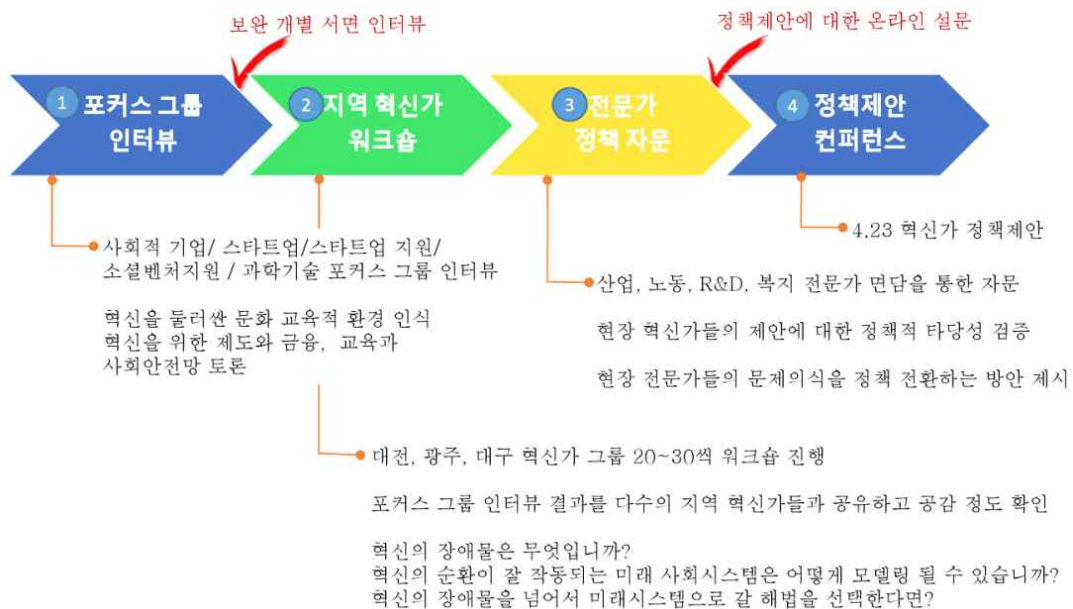 보완 개별 서면 인터뷰
정책제안에 대한 온라인 설문
1 포커스 그룹
인터뷰
2 지역 혁신가
워크숍
3 전문가
정책 자문
4 정책제안
컨퍼런스
사회적 기업/ 스타트업/스타트업 지원/
소셜벤처지원 / 과학기술 포커스 그룹 인터뷰
혁신을 둘러싼 문화 교육적 환경 인식
혁신을 위한 제도와 금융, 교육과
사회안전망 토론
4.23 혁신가 정책제안
산업, 노동, R&D, 복지 전문가 면담을 통한 자문
현장 혁신가들의 제안에 대한 정책적 타당성 검증
현장 전문가들의 문제의식을 정책 전환하는 방안 제시
대전, 광주, 대구 혁신가 그룹 20~30씩 워크숍 진행
포커스 그룹 인터뷰 결과를 다수의 지역 혁신가들과 공유하고 공감 정도 확인
혁신의 장애물은 무엇입니까?
혁신의 순환이 잘 작동되는 미래 사회시스템은 어떻게 모델링 될 수 있습니까?
혁신의 장애물을 넘어서 미래시스템으로 갈 해법을 선택한다면?